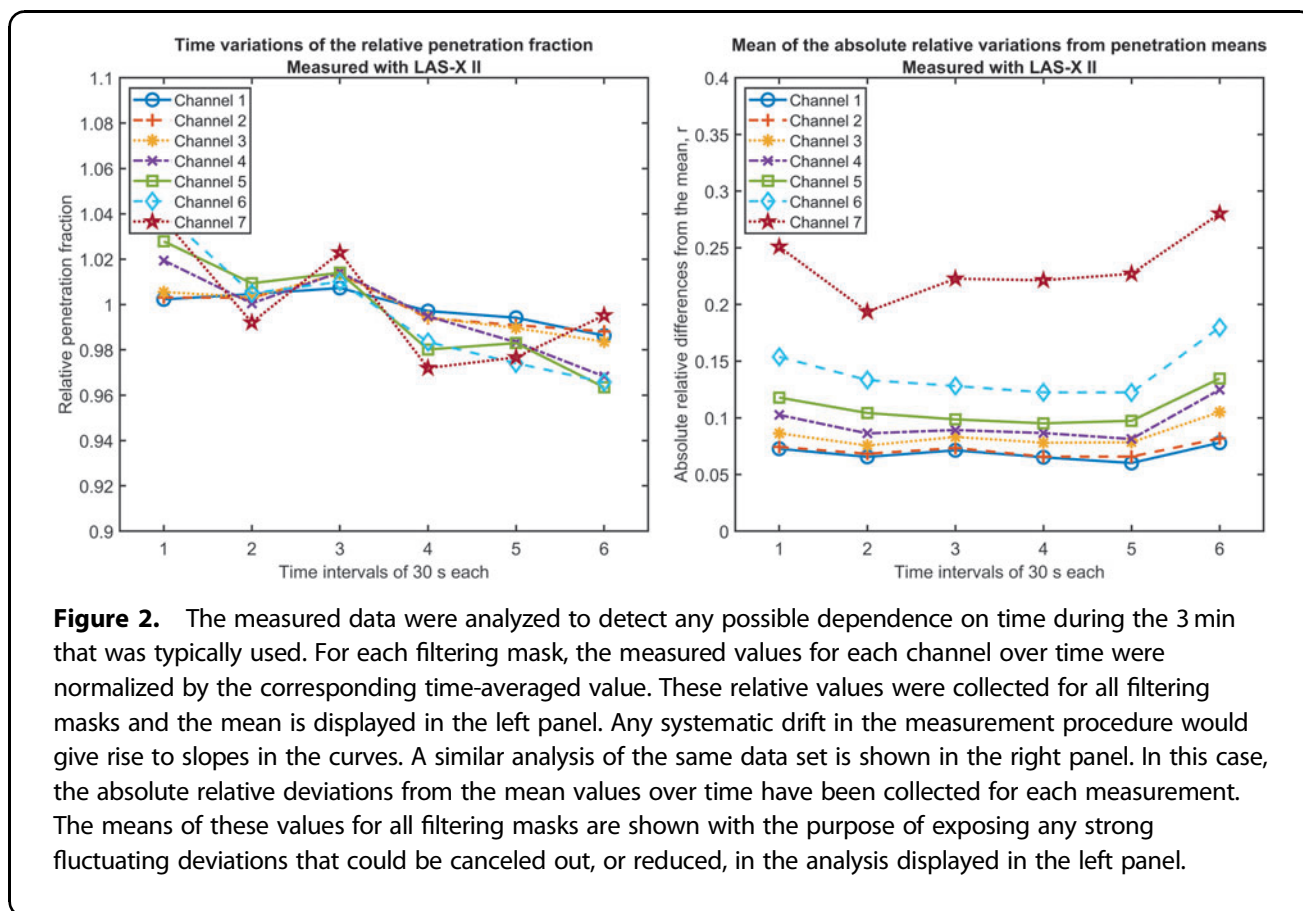 Time variations of the relative penetration fraction
Measured with LAS-X II
1.1
1.08
1.06
1.04
1.02
1
0.98
0.96
0.94
0.92
0.9
Relative penetration fraction
Channel 1
Channel 2
Channel 3
Channel 4
Channel 5
Channel 6
Channel 7
1 2 3 4 5 6
Time intervals of 30 s each
Mean of the absolute relative variations from penetration means
Measured with LAS-X II
0.4
0.35
0.3
0.25
0.2
0.15
0.1
0.05
0
Absolute relative differences from the mean, r
Channel 1
Channel 2
Channel 3
Channel 4
Channel 5
Channel 6
Channel 7
1 2 3 4 5 6
Time intervals of 30 s each
Figure 2. The measured data were analyzed to detect any possible dependence on time during the 3 min
that was typically used. For each filtering mask, the measured values for each channel over time were
normalized by the corresponding time-averaged value. These relative values were collected for all filtering
masks and the mean is displayed in the left panel. Any systematic drift in the measurement procedure would
give rise to slopes in the curves. A similar analysis of the same data set is shown in the right panel. In this case,
the absolute relative deviations from the mean values over time have been collected for each measurement.
The means of these values for all filtering masks are shown with the purpose of exposing any strong
fluctuating deviations that could be canceled out, or reduced, in the analysis displayed in the left panel.